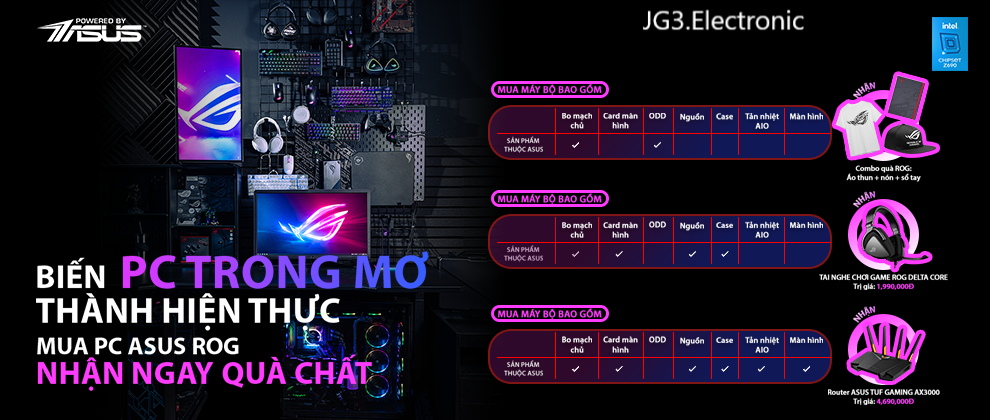 POWERED BY
ASUS
JG3.Electronic
intel
CHIPSET
Z690
BIẾN PC TRONG MƠ
THÀNH HIỆN THỰC
MUA PC ASUS ROG
NHẬN NGAY QUÀ CHẤT
MUA MÁY BỘ BAO GỒM
Bo mạch chủ Card màn hình ODD Nguồn Case Tản nhiệt AIO Màn hình
SẢN PHẨM
THUỘC ASUS ✓ ✓
NHẬN
Combo quà ROG:
Áo thun + nón + sổ tay
MUA MÁY BỘ BAO GỒM
Bo mạch chủ Card màn hình ODD Nguồn Case Tản nhiệt AIO Màn hình
SẢN PHẨM
THUỘC ASUS ✓ ✓ ✓ ✓
NHẬN
TAI NGHE CHƠI GAME ROG DELTA CORE
Trị giá: 1,990,000Đ
MUA MÁY BỘ BAO GỒM
Bo mạch chủ Card màn hình ODD Nguồn Case Tản nhiệt AIO Màn hình
SẢN PHẨM
THUỘC ASUS ✓ ✓ ✓ ✓ ✓ ✓
NHẬN
Router ASUS TUF GAMING AX3000
Trị giá: 4,690,000Đ